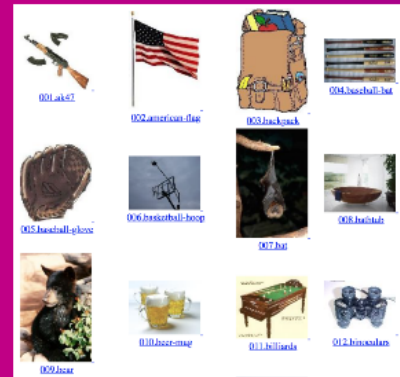 001.ak47
002.american-flag
003.backpack
004.baseball-bat
005.baseball-glove
006.basketball-hoop
007.bat
008.bathtub
009.bear
010.beer-mug
011.billiards
012.binoculars